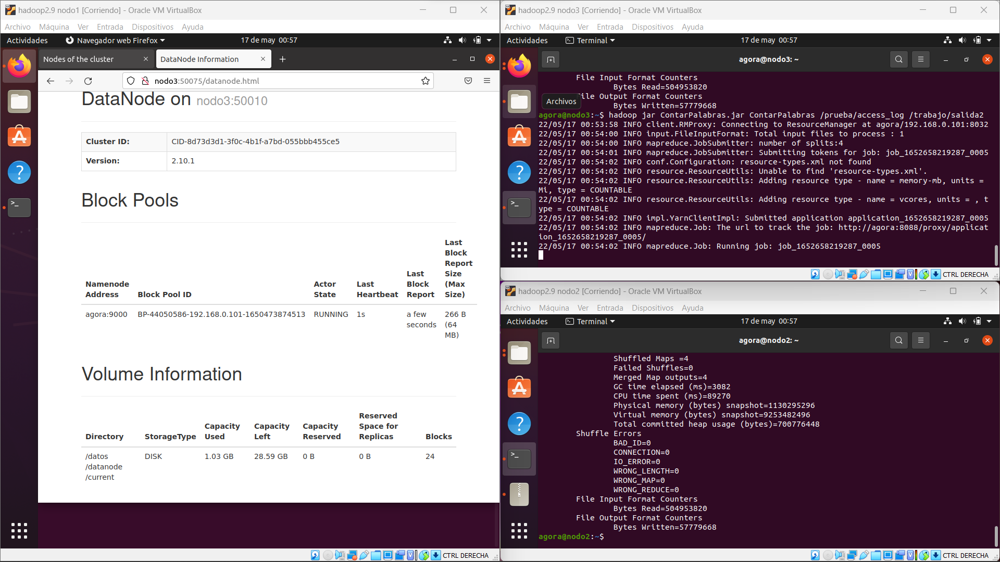 hadoop2.9 nodo1 [Corriendo] - Oracle VM VirtualBox
Archivo Máquina Ver Entrada Dispositivos Ayuda
Actividades Navegador web Firefox 17 de may 00:57
Nodes of the cluster DataNode Information
nodo3:50075/datanode.html
DataNode on nodo3:50010
Cluster ID: CID-8d73d3d1-3f0c-4b1f-a7bd-055bbb455ce5
Version: 2.10.1
Block Pools
Namenode Address Block Pool ID Actor State Last Heartbeat Last Block Report Last Block Report Size (Max Size)
agora:9000 BP-44050586-192.168.0.101-1650473874513 RUNNING 1s a few seconds 266 B (64 MB)
Volume Information
Directory StorageType Capacity Used Capacity Left Capacity Reserved Reserved Space for Replicas Blocks
/datos/datanode/current DISK 1.03 GB 28.59 GB 0 B 0 B 24
CTRL DERECHA
hadoop2.9 nodo3 [Corriendo] - Oracle VM VirtualBox
Archivo Máquina Ver Entrada Dispositivos Ayuda
Actividades Terminal 17 de may 00:57
agora@nodo3: ~
Archivos
File Input Format Counters
Bytes Read=504953820
File Output Format Counters
Bytes Written=57779668
agora@nodo3:~$ hadoop jar ContarPalabras.jar ContarPalabras /prueba/access_log /trabajo/salida2
22/05/17 00:53:58 INFO client.RMProxy: Connecting to ResourceManager at agora/192.168.0.101:8032
22/05/17 00:54:00 INFO input.FileInputFormat: Total input files to process : 1
22/05/17 00:54:00 INFO mapreduce.JobSubmitter: number of splits:4
22/05/17 00:54:01 INFO mapreduce.JobSubmitter: Submitting tokens for job: job_1652658219287_0005
22/05/17 00:54:02 INFO conf.Configuration: resource-types.xml not found
22/05/17 00:54:02 INFO resource.ResourceUtils: Unable to find 'resource-types.xml'.
22/05/17 00:54:02 INFO resource.ResourceUtils: Adding resource type - name = memory-mb, units =
Mi, type = COUNTABLE
22/05/17 00:54:02 INFO resource.ResourceUtils: Adding resource type - name = vcores, units = , t
ype = COUNTABLE
22/05/17 00:54:02 INFO impl.YarnClientImpl: Submitted application application_1652658219287_0005
22/05/17 00:54:02 INFO mapreduce.Job: The url to track the job: http://agora:8088/proxy/applicat
ion_1652658219287_0005/
22/05/17 00:54:02 INFO mapreduce.Job: Running job: job_1652658219287_0005
CTRL DERECHA
hadoop2.9 nodo2 [Corriendo] - Oracle VM VirtualBox
Archivo Máquina Ver Entrada Dispositivos Ayuda
Actividades Terminal 17 de may 00:57
agora@nodo2: ~
Shuffled Maps =4
Failed Shuffles=0
Merged Map outputs=4
GC time elapsed (ms)=3082
CPU time spent (ms)=89270
Physical memory (bytes) snapshot=1130295296
Virtual memory (bytes) snapshot=9253482496
Total committed heap usage (bytes)=700776448
Shuffle Errors
BAD_ID=0
CONNECTION=0
IO_ERROR=0
WRONG_LENGTH=0
WRONG_MAP=0
WRONG_REDUCE=0
File Input Format Counters
Bytes Read=504953820
File Output Format Counters
Bytes Written=57779668
agora@nodo2:~$
CTRL DERECHA